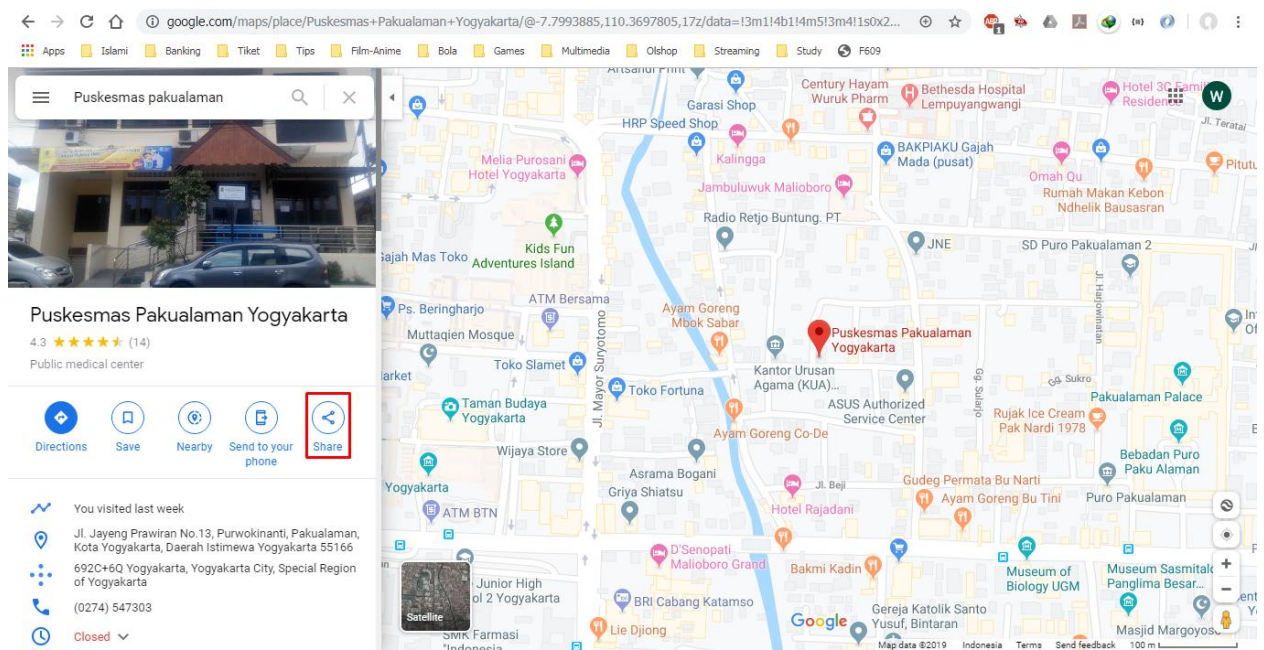 google.com/maps/place/Puskesmas+Pakualaman+Yogyakarta/@-7.7993885,110.3697805,17z/data=!3m1!4b1!4m5!3m4!1s0x2...
Apps
Islami
Banking
Tiket
Tips
Film-Anime
Bola
Games
Multimedia
Olshop
Streaming
Study
F609
Puskesmas pakualaman
Puskesmas Pakualaman Yogyakarta
4.3
(14)
Public medical center
Directions
Save
Nearby
Send to your
phone
Share
You visited last week
Jl. Jayeng Prawiran No.13, Purwokinanti, Pakualaman,
Kota Yogyakarta, Daerah Istimewa Yogyakarta 55166
692C+6Q Yogyakarta, Yogyakarta City, Special Region
of Yogyakarta
(0274) 547303
Closed
Garasi Shop
HRP Speed Shop
Century Hayam
Wuruk Pharm
Bethesda Hospital
Lempuyangwangi
Hotel 3G
Residence
W
Jl. Teratai
Melia Purosani
Hotel Yogyakarta
Kalingga
BAKPIAKU Gajah
Mada (pusat)
Jambuluwuk Malioboro
Omah Qu
Rumah Makan Kebon
Ndhelik Bausasran
Radio Retjo Buntung. PT
Kids Fun
Adventures Island
Gajah Mas Toko
JNE
SD Puro Pakualaman 2
Jl. Harjowinatan
Ps. Beringharjo
ATM Bersama
Muttaqien Mosque
Ayam Goreng
Mbok Sabar
Puskesmas Pakualaman
Yogyakarta
Toko Slamet
Jl. Mayor Suryotomo
Kantor Urusan
Agama (KUA)...
Toko Fortuna
Taman Budaya
Yogyakarta
ASUS Authorized
Service Center
Gg. Sularjo
Gg. Sukro
Pakualaman Palace
Rujak Ice Cream
Pak Nardi 1978
Ayam Goreng Co-De
Wijaya Store
Bebadan Puro
Paku Alaman
Yogyakarta
Asrama Bogani
Griya Shiatsu
Jl. Beji
Hotel Rajadani
Gudeg Permata Bu Narti
Ayam Goreng Bu Tini
Puro Pakualaman
ATM BTN
D'Senopati
Malioboro Grand
Bakmi Kadin
Museum of
Biology UGM
Museum Sasmitaloka
Panglima Besar...
Satellite
Junior High
ol 2 Yogyakarta
BRI Cabang Katamso
Google
Gereja Katolik Santo
Yusuf, Bintaran
SMK Farmasi
"Indonesia
Lie Djiong
Masjid Margoyoso
Map data ©2019
Indonesia
Terms
Send feedback
100 m